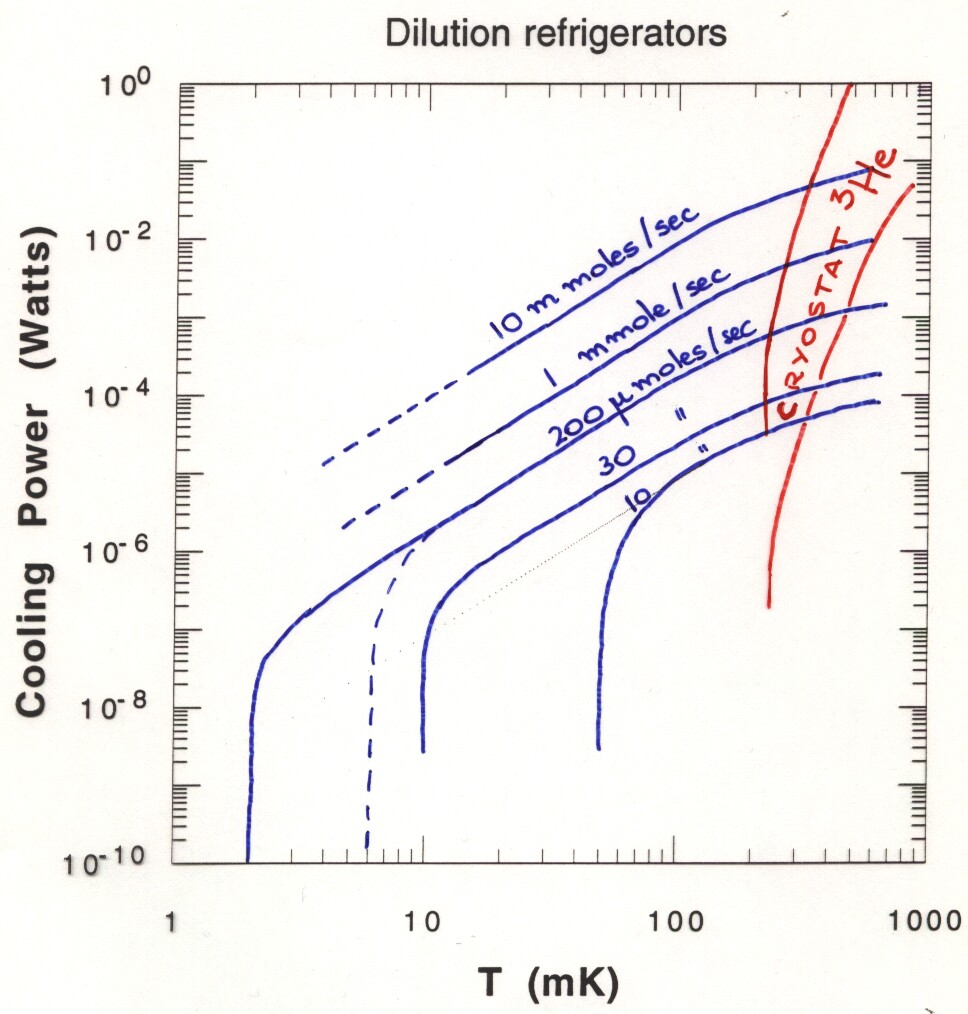 Dilution refrigerators
10⁰
10⁻²
10⁻⁴
10⁻⁶
10⁻⁸
10⁻¹⁰
Cooling Power (Watts)
10 m moles/sec
1 mmole/sec
200 μmoles/sec
30 "
10 "
CRYOSTAT 3He
1 10 100 1000
T (mK)